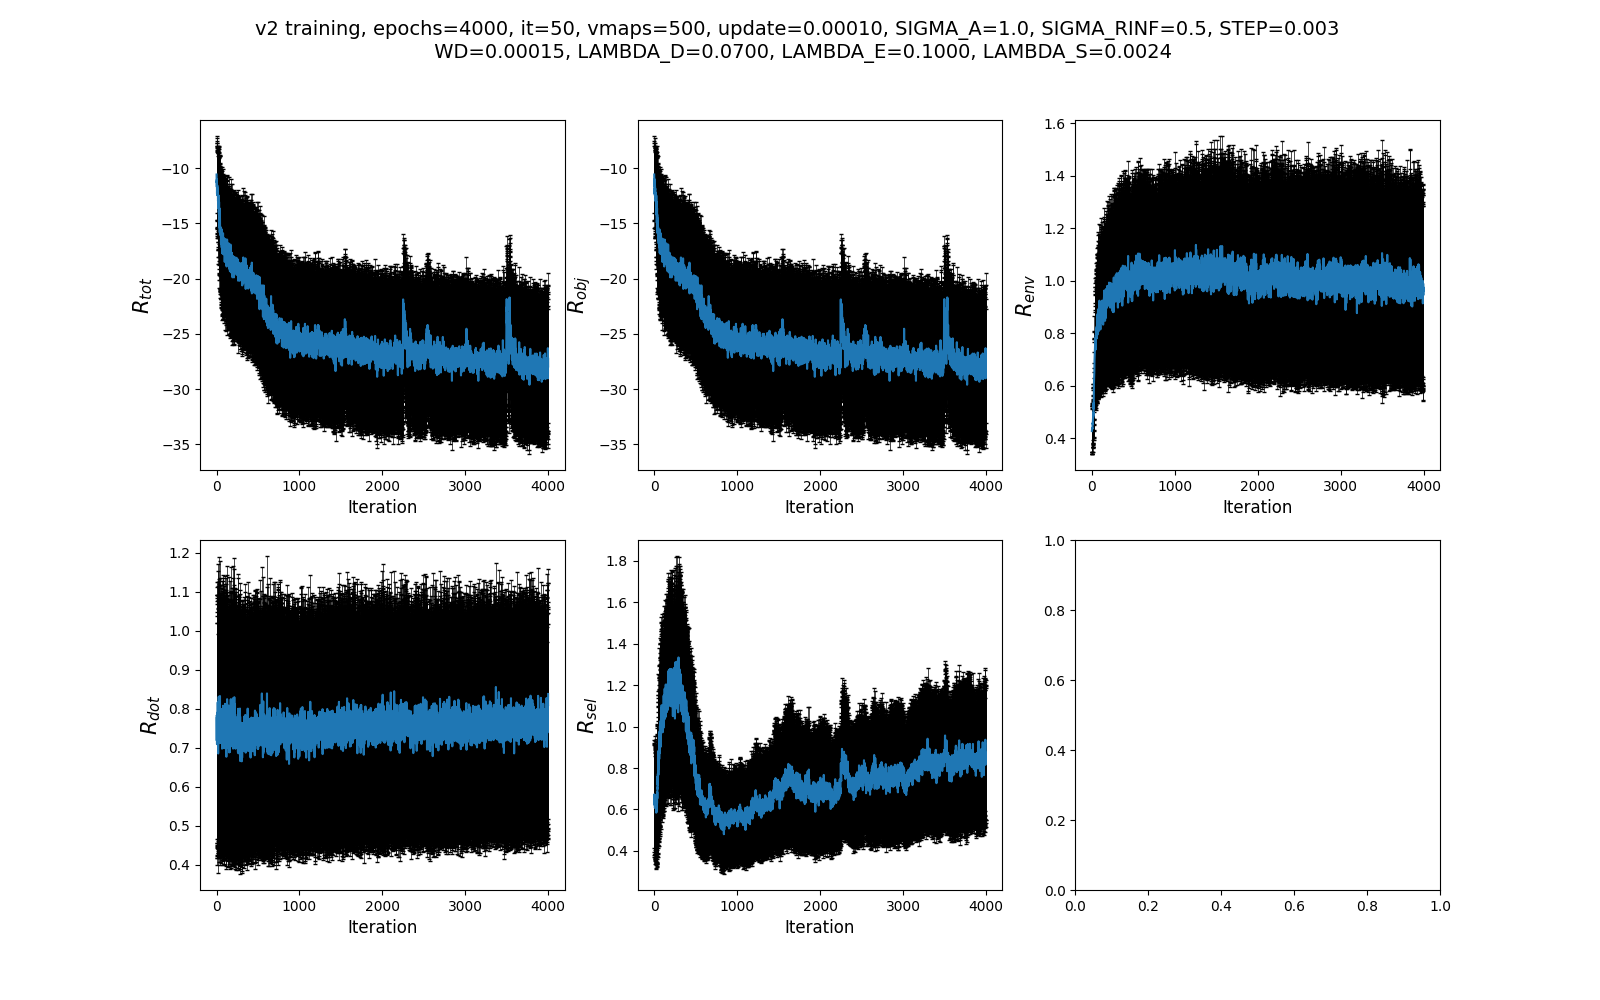 v2 training, epochs=4000, it=50, vmaps=500, update=0.00010, SIGMA_A=1.0, SIGMA_RINF=0.5, STEP=0.003
WD=0.00015, LAMBDA_D=0.0700, LAMBDA_E=0.1000, LAMBDA_S=0.0024
R_tot
−10
−15
−20
−25
−30
−35
0 1000 2000 3000 4000
Iteration
R_obj
−10
−15
−20
−25
−30
−35
0 1000 2000 3000 4000
Iteration
R_env
1.6
1.4
1.2
1.0
0.8
0.6
0.4
0 1000 2000 3000 4000
Iteration
R_dot
1.2
1.1
1.0
0.9
0.8
0.7
0.6
0.5
0.4
0 1000 2000 3000 4000
Iteration
R_sel
1.8
1.6
1.4
1.2
1.0
0.8
0.6
0.4
0 1000 2000 3000 4000
Iteration
1.0
0.8
0.6
0.4
0.2
0.0
0.0 0.2 0.4 0.6 0.8 1.0